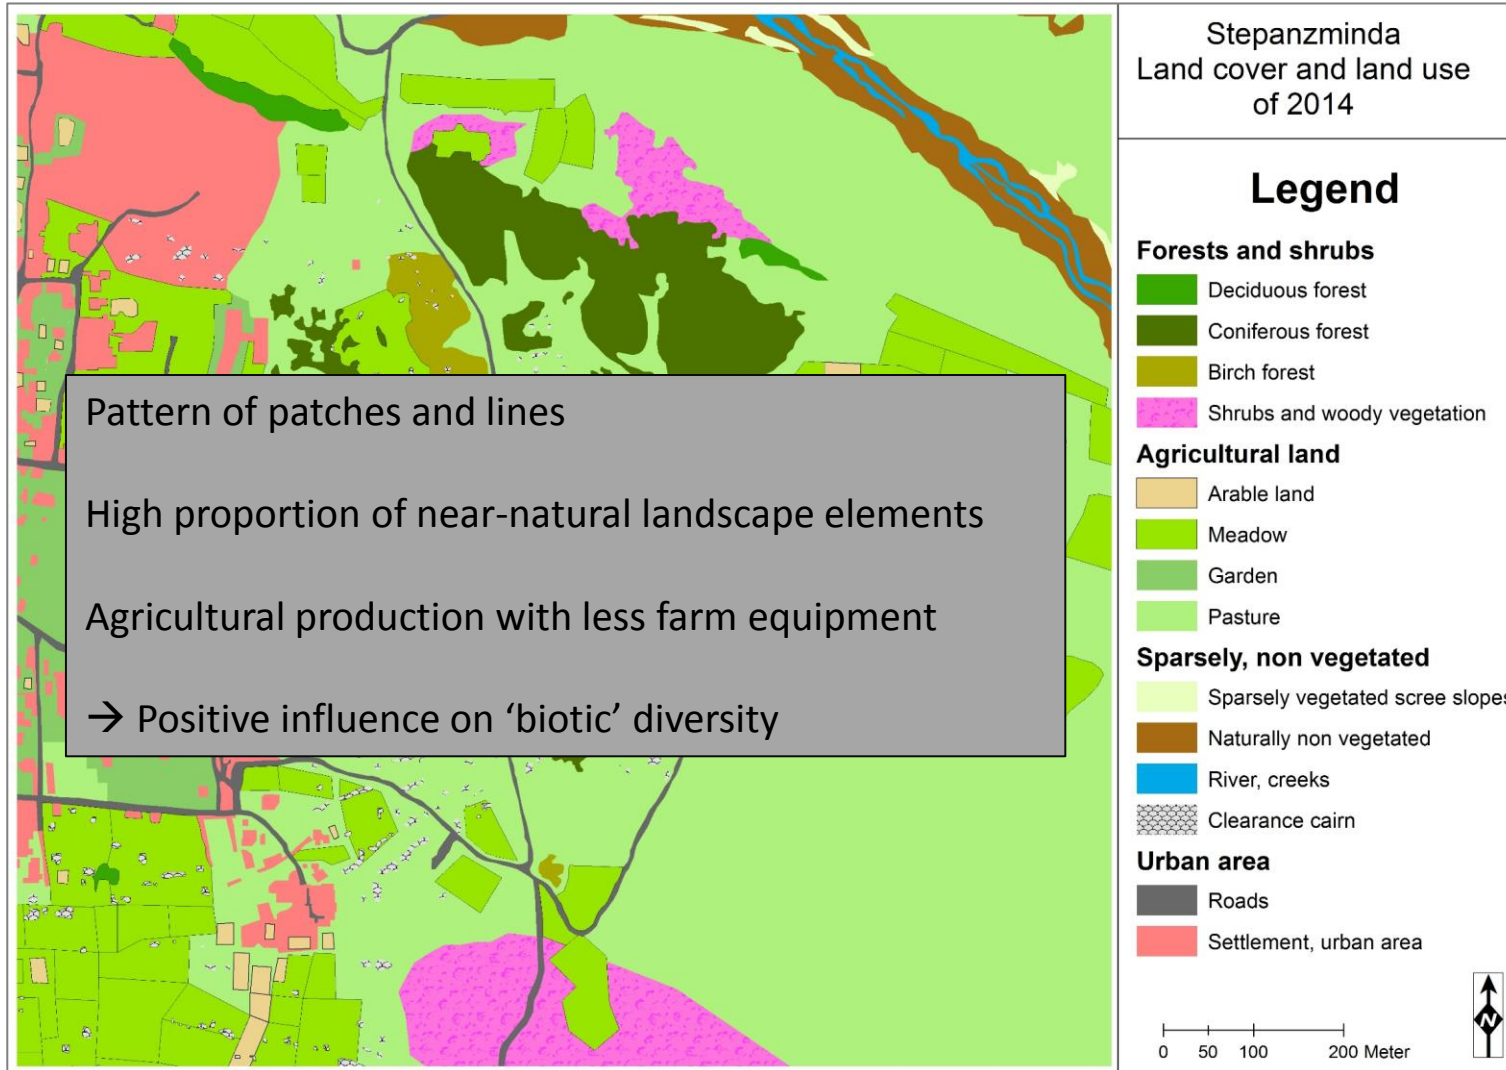 Stepanzminda
Land cover and land use
of 2014
Legend
Forests and shrubs
Deciduous forest
Coniferous forest
Birch forest
Shrubs and woody vegetation
Agricultural land
Arable land
Meadow
Garden
Pasture
Sparsely, non vegetated
Sparsely vegetated scree slopes
Naturally non vegetated
River, creeks
Clearance cairn
Urban area
Roads
Settlement, urban area
N
0 50 100 200 Meter
Pattern of patches and lines
High proportion of near-natural landscape elements
Agricultural production with less farm equipment
→ Positive influence on ‘biotic’ diversity